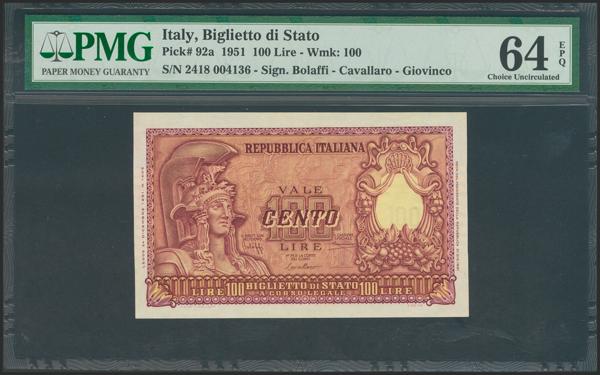 PMG
PAPER MONEY GUARANTY
Italy, Biglietto di Stato
Pick# 92a 1951 100 Lire - Wmk: 100
S/N 2418 004136 - Sign. Bolaffi - Cavallaro - Giovinco
64 EPQ
Choice Uncirculated
REPUBBLICA ITALIANA
VALE
100
CENTO
LIRE
LIRE 100 BIGLIETTO DI STATO 100 LIRE
A CORSO LEGALE